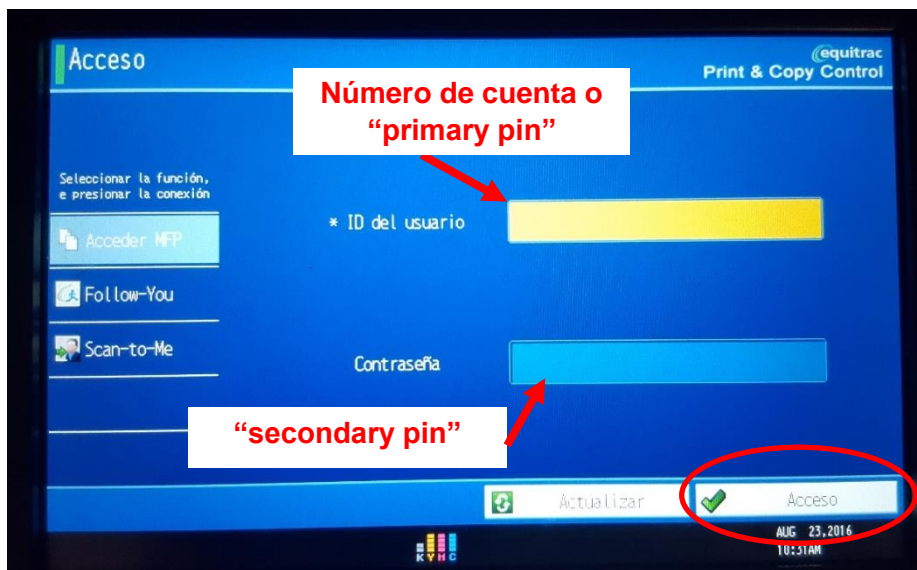 Acceso
equitrac
Print & Copy Control
Número de cuenta o
“primary pin”
Seleccionar la función,
e presionar la conexión
* ID del usuario
Acceder MFP
Follow-You
Scan-to-Me
Contraseña
“secondary pin”
Actualizar
Acceso
AUG 23,2016
10:31AM
K Y M C